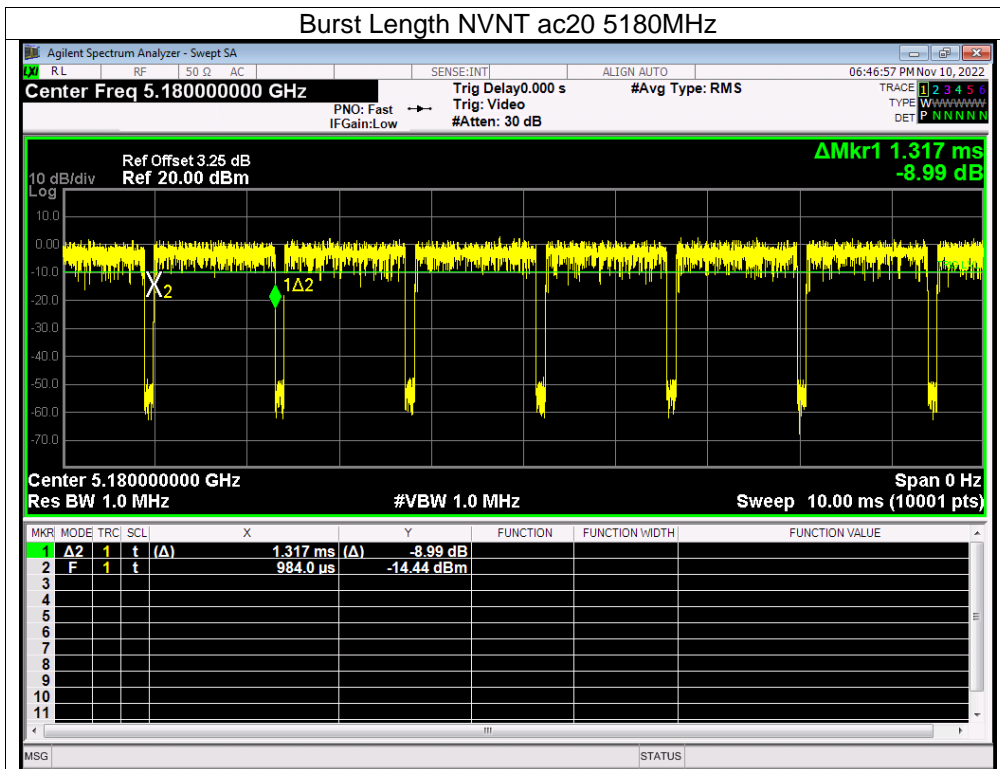 Burst Length NVNT ac20 5180MHz
Agilent Spectrum Analyzer - Swept SA
LXI RL RF 50 Ω AC SENSE:INT ALIGN AUTO 06:46:57 PM Nov 10, 2022
Center Freq 5.180000000 GHz
PNO: Fast
IFGain:Low
Trig Delay0.000 s
Trig: Video
#Atten: 30 dB
#Avg Type: RMS
TRACE 1 2 3 4 5 6
TYPE WWWWWW
DET P N N N N N
Ref Offset 3.25 dB
10 dB/div Ref 20.00 dBm
Log
ΔMkr1 1.317 ms
-8.99 dB
10.0
0.00
-10.0
-20.0
-30.0
-40.0
-50.0
-60.0
-70.0
2
1Δ2
Center 5.180000000 GHz Span 0 Hz
Res BW 1.0 MHz #VBW 1.0 MHz Sweep 10.00 ms (10001 pts)
MKR MODE TRC SCL X Y FUNCTION FUNCTION WIDTH FUNCTION VALUE
1 Δ2 1 t (Δ) 1.317 ms (Δ) -8.99 dB
2 F 1 t 984.0 µs -14.44 dBm
3
4
5
6
7
8
9
10
11
MSG STATUS